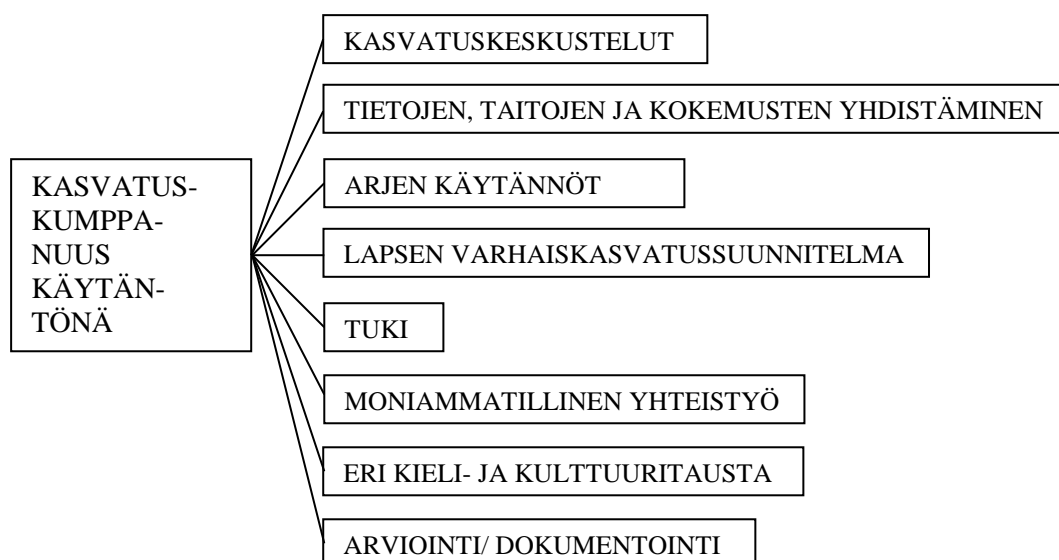 KASVATUSKESKUSTELUT
TIETOJEN, TAITOJEN JA KOKEMUSTEN YHDISTÄMINEN
KASVATUS-
KUMPPA-
NUUS
KÄYTÄN-
TÖNÄ
ARJEN KÄYTÄNNÖT
LAPSEN VARHAISKASVATUSSUUNNITELMA
TUKI
MONIAMMATILLINEN YHTEISTYÖ
ERI KIELI- JA KULTTUURITAUSTA
ARVIOINTI/ DOKUMENTOINTI